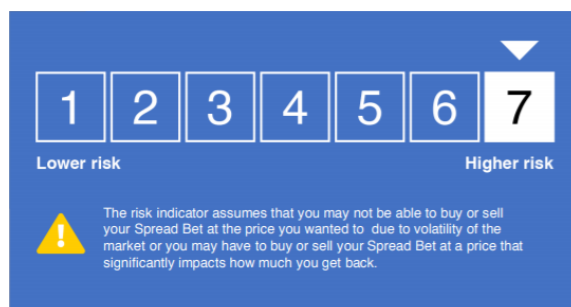 1 2 3 4 5 6 7
Lower risk Higher risk
The risk indicator assumes that you may not be able to buy or sell
your Spread Bet at the price you wanted to due to volatility of the
market or you may have to buy or sell your Spread Bet at a price that
significantly impacts how much you get back.